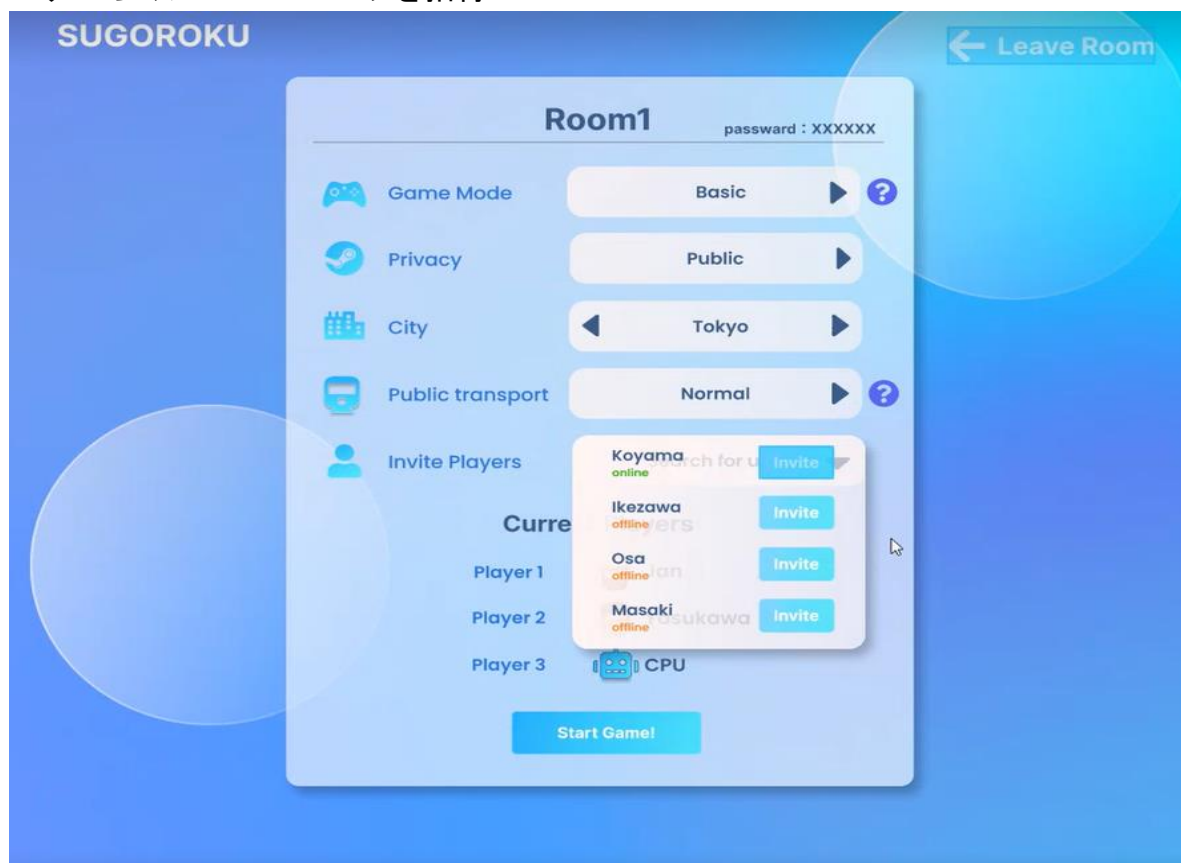 SUGOROKU
Leave Room
Room1
passward : XXXXXX
Game Mode
Basic
?
Privacy
Public
City
Tokyo
Public transport
Normal
?
Invite Players
Koyama
online
Invite
Ikezawa
offline
Invite
Osa
offline
Invite
Masaki
offline
Invite
Player 1
Player 2
Player 3
CPU
Start Game!